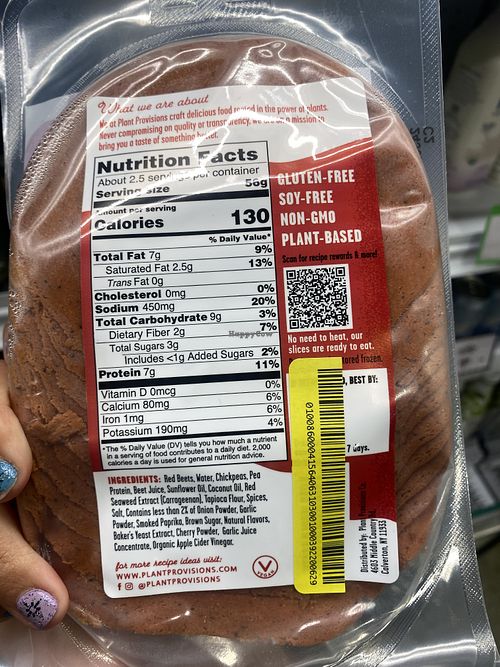 What we are about
We at Plant Provisions craft delicious food rooted in the power of plants.
Never compromising on quality or transparency, we are on a mission to
bring you a taste of something better.
Nutrition Facts
About 2.5 servings per container
Serving size 56g
Amount per serving
Calories 130
% Daily Value*
Total Fat 7g 9%
Saturated Fat 2.5g 13%
Trans Fat 0g
Cholesterol 0mg 0%
Sodium 450mg 20%
Total Carbohydrate 9g 3%
Dietary Fiber 2g 7%
Total Sugars 3g
Includes <1g Added Sugars 2%
Protein 7g 11%
Vitamin D 0mcg 0%
Calcium 80mg 6%
Iron 1mg 6%
Potassium 190mg 4%
*The % Daily Value (DV) tells you how much a nutrient
in a serving of food contributes to a daily diet. 2,000
calories a day is used for general nutrition advice.
GLUTEN-FREE
SOY-FREE
NON-GMO
PLANT-BASED
Scan for recipe rewards & more!
No need to heat, our
slices are ready to eat.
tored frozen.
D, BEST BY:
7 days.
INGREDIENTS: Red Beets, Water, Chickpeas, Pea
Protein, Beet Juice, Sunflower Oil, Coconut Oil, Red
Seaweed Extract (Carrageenan), Tapioca Flour, Spices,
Salt, Contains less than 2% of Onion Powder, Garlic
Powder, Smoked Paprika, Brown Sugar, Natural Flavors,
Baker's Yeast Extract, Cherry Powder, Garlic Juice
Concentrate, Organic Apple Cider Vinegar.
for more recipe ideas visit:
WWW.PLANTPROVISIONS.COM
@PLANTPROVISIONS
VEGAN
Distributed by: Plant Provisions Co.
4603 Middle Country Rd.
Calverton, NY 11933
HappyCow